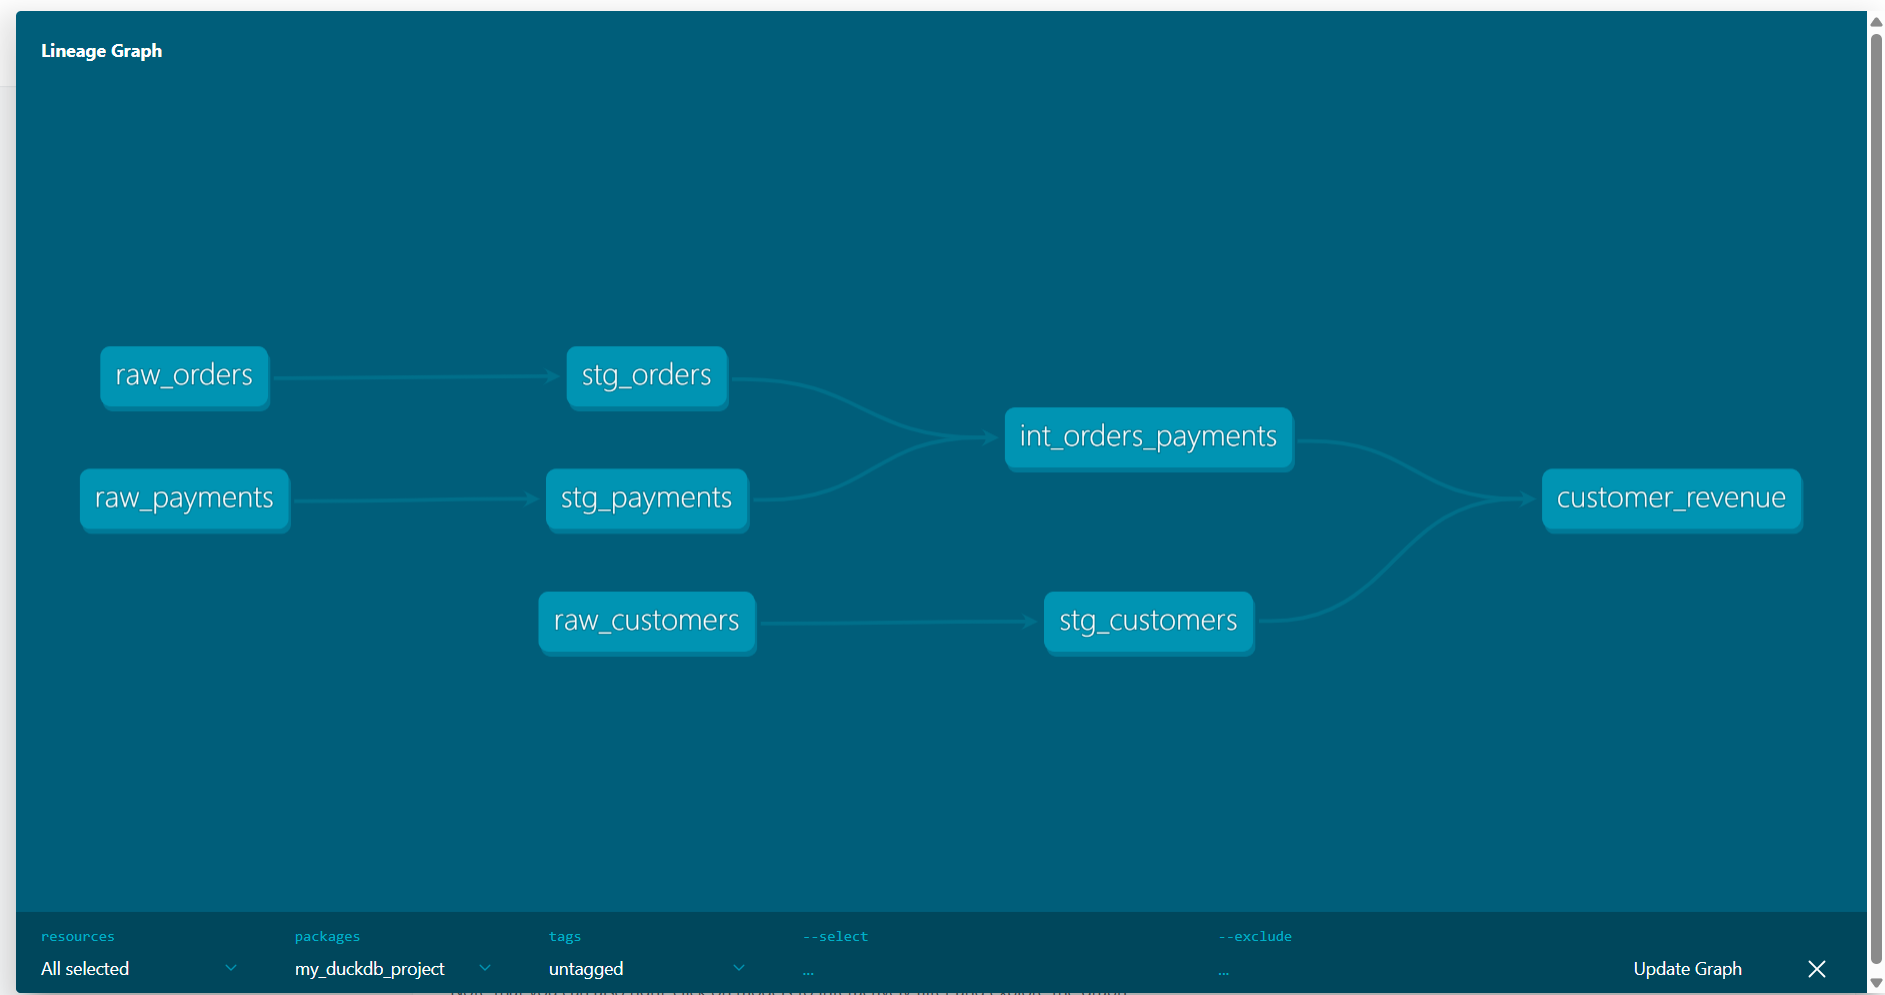 Lineage Graph
raw_orders
stg_orders
int_orders_payments
raw_payments
stg_payments
customer_revenue
raw_customers
stg_customers
resources
packages
tags
--select
--exclude
All selected
my_duckdb_project
untagged
...
...
Update Graph